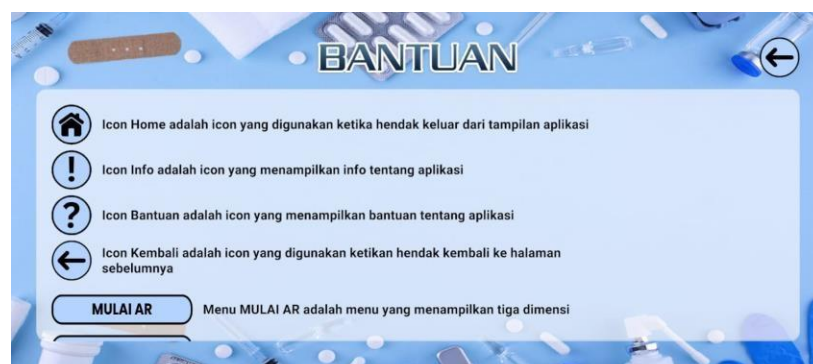 BANTUAN
Icon Home adalah icon yang digunakan ketika hendak keluar dari tampilan aplikasi
! Icon Info adalah icon yang menampilkan info tentang aplikasi
? Icon Bantuan adalah icon yang menampilkan bantuan tentang aplikasi
Icon Kembali adalah icon yang digunakan ketikan hendak kembali ke halaman
sebelumnya
MULAI AR Menu MULAI AR adalah menu yang menampilkan tiga dimensi